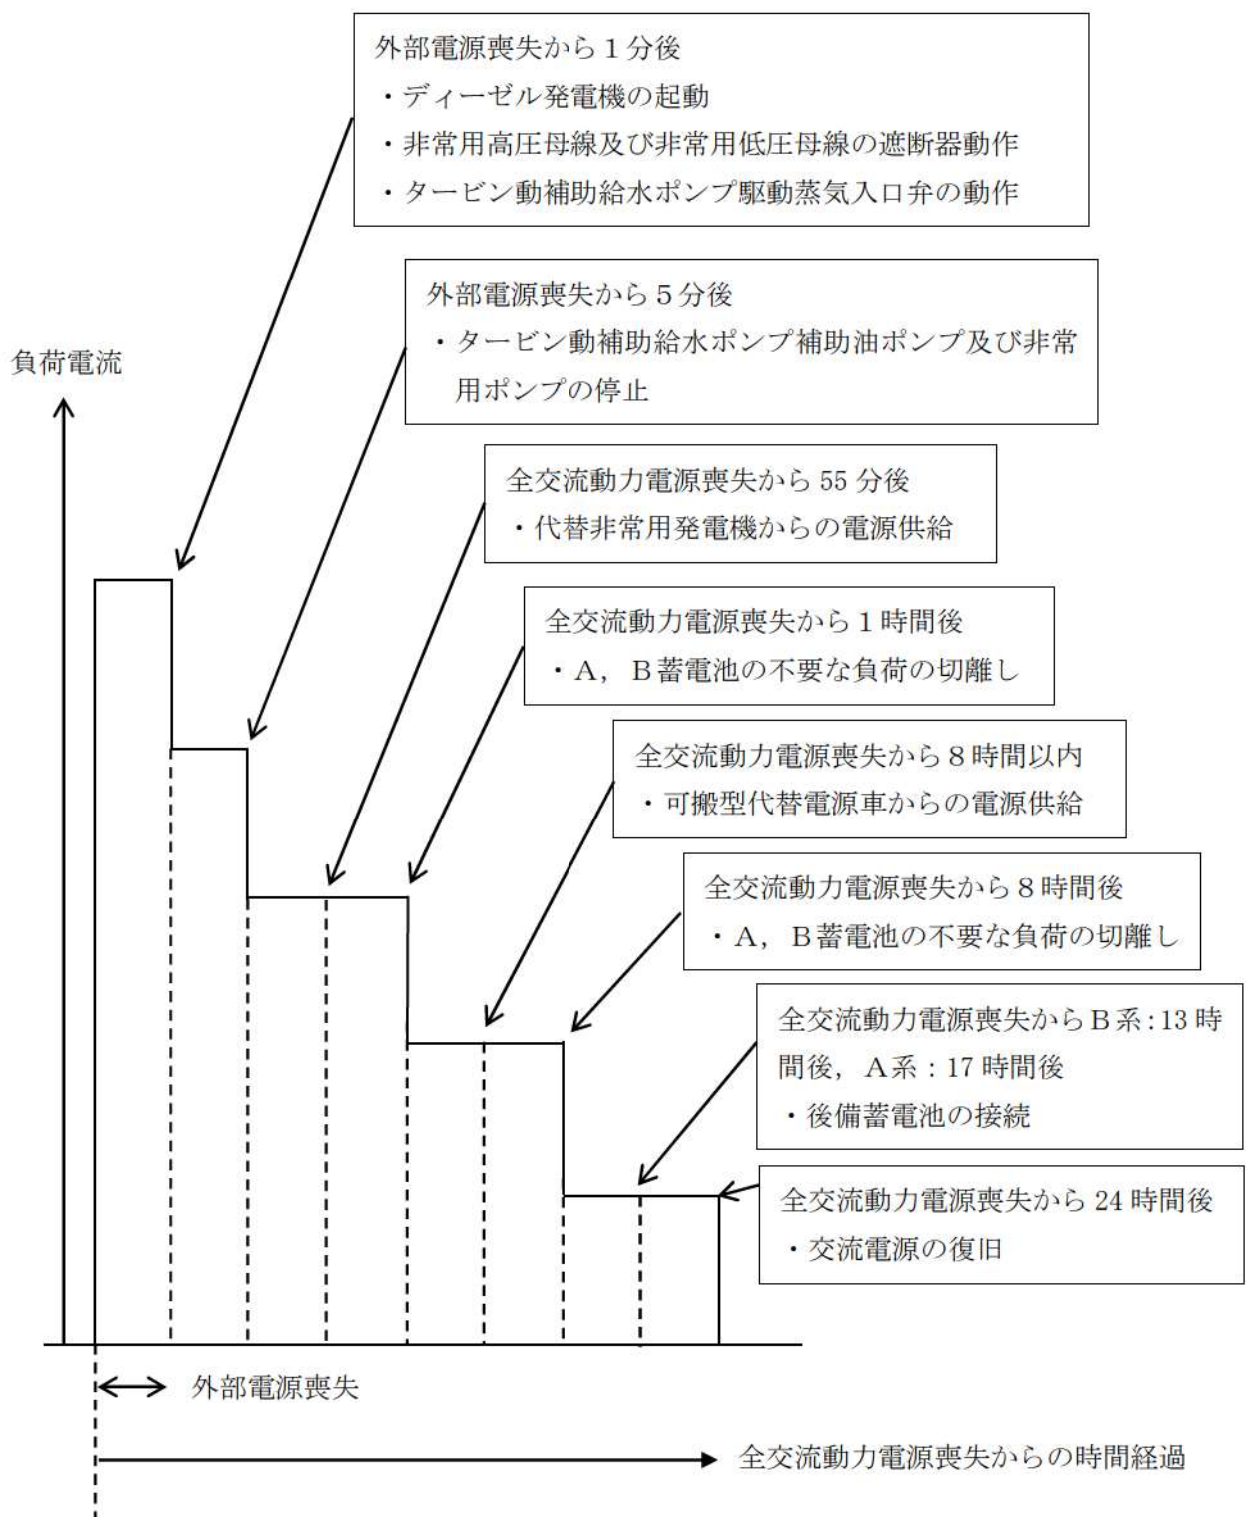 外部電源喪失から１分後
・ディーゼル発電機の起動
・非常用高圧母線及び非常用低圧母線の遮断器動作
・タービン動補助給水ポンプ駆動蒸気入口弁の動作
外部電源喪失から５分後
・タービン動補助給水ポンプ補助油ポンプ及び非常
用ポンプの停止
負荷電流
全交流動力電源喪失から 55 分後
・代替非常用発電機からの電源供給
全交流動力電源喪失から１時間後
・Ａ，Ｂ蓄電池の不要な負荷の切離し
全交流動力電源喪失から８時間以内
・可搬型代替電源車からの電源供給
全交流動力電源喪失から８時間後
・Ａ，Ｂ蓄電池の不要な負荷の切離し
全交流動力電源喪失からＢ系：13 時
間後，Ａ系：17 時間後
・後備蓄電池の接続
全交流動力電源喪失から 24 時間後
・交流電源の復旧
外部電源喪失
全交流動力電源喪失からの時間経過